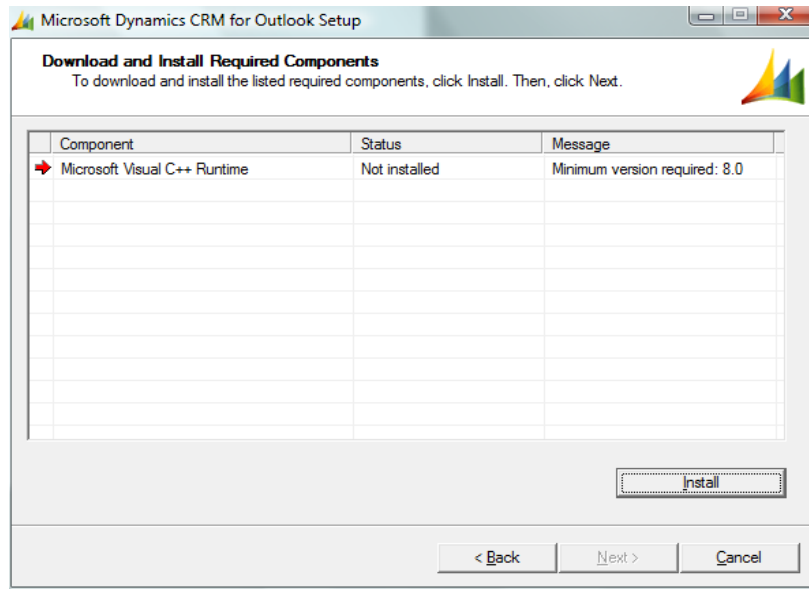 Microsoft Dynamics CRM for Outlook Setup
Download and Install Required Components
To download and install the listed required components, click Install. Then, click Next.
Component Status Message
Microsoft Visual C++ Runtime Not installed Minimum version required: 8.0
Install
< Back Next > Cancel